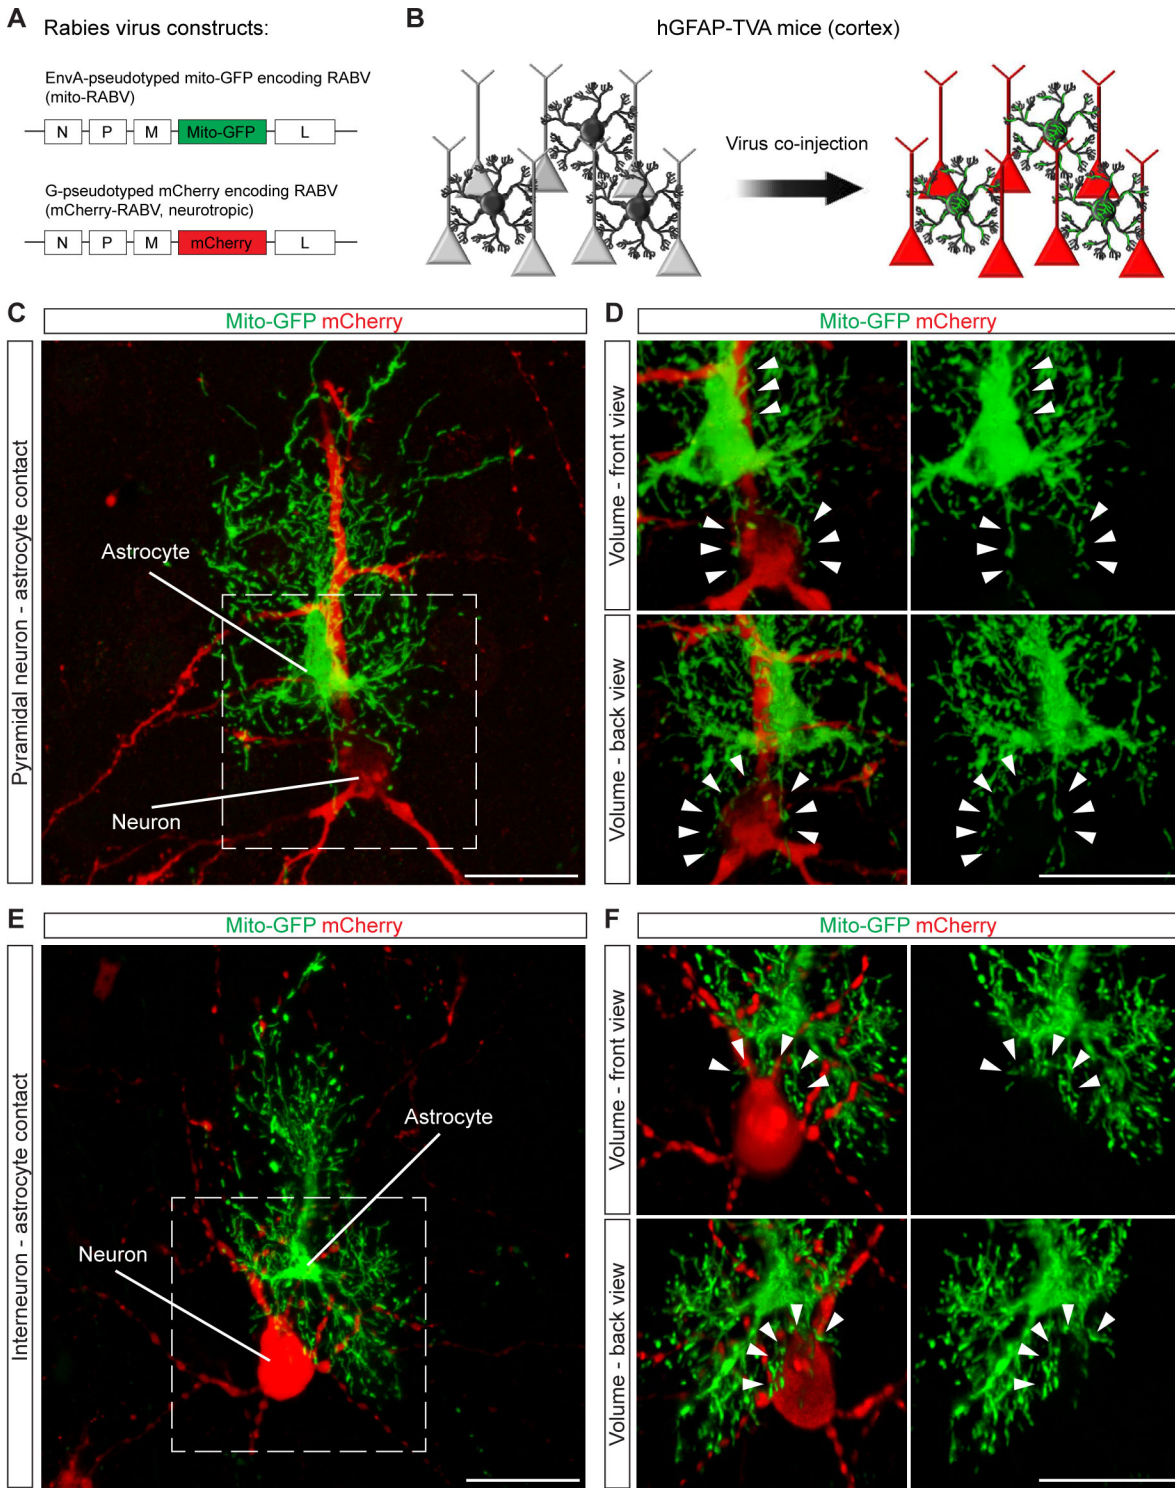 A
Rabies virus constructs:
EnvA-pseudotyped mito-GFP encoding RABV
(mito-RABV)
N P M Mito-GFP L
G-pseudotyped mCherry encoding RABV
(mCherry-RABV, neurotropic)
N P M mCherry L
B
hGFAP-TVA mice (cortex)
Virus co-injection
C
Mito-GFP mCherry
Pyramidal neuron - astrocyte contact
Astrocyte
Neuron
D
Mito-GFP mCherry
Volume - front view
Volume - back view
E
Mito-GFP mCherry
Interneuron - astrocyte contact
Astrocyte
Neuron
F
Mito-GFP mCherry
Volume - front view
Volume - back view